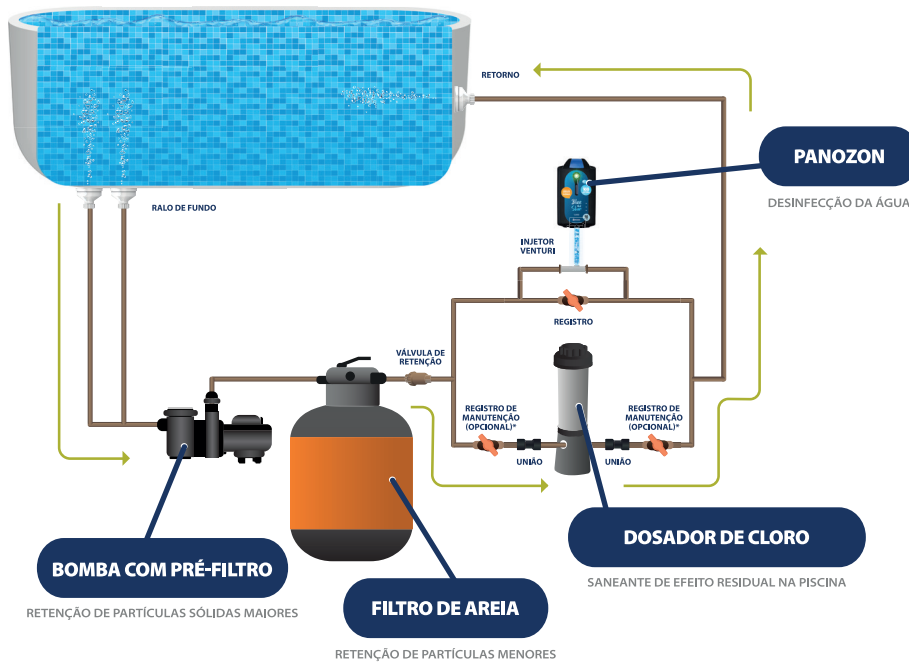 RETORNO
PANOZON
DESINFECÇÃO DA ÁGUA
RALO DE FUNDO
INJETOR
VENTURI
REGISTRO
VÁLVULA DE
RETENÇÃO
REGISTRO DE
MANUTENÇÃO
(OPCIONAL)*
REGISTRO DE
MANUTENÇÃO
(OPCIONAL)*
UNIÃO
UNIÃO
DOSADOR DE CLORO
SANEANTE DE EFEITO RESIDUAL NA PISCINA
BOMBA COM PRÉ-FILTRO
RETENÇÃO DE PARTÍCULAS SÓLIDAS MAIORES
FILTRO DE AREIA
RETENÇÃO DE PARTÍCULAS MENORES